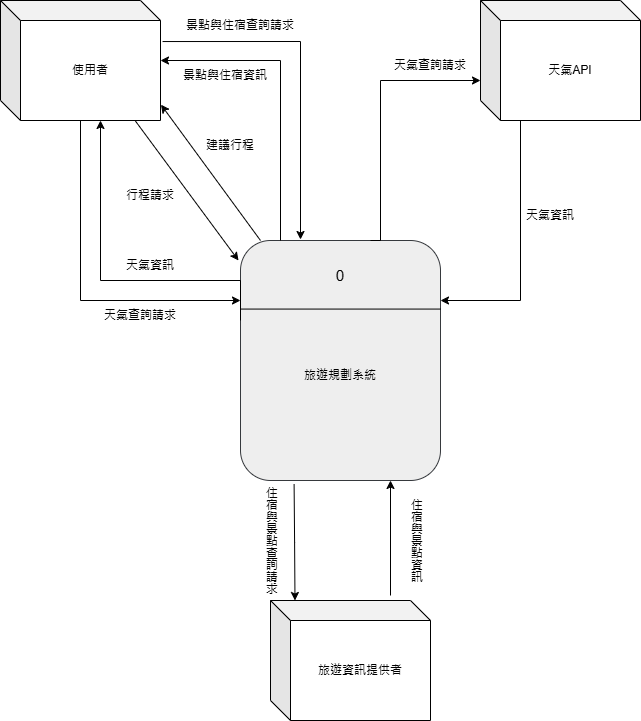 景點與住宿查詢請求
使用者
景點與住宿資訊
天氣查詢請求
天氣API
建議行程
行程請求
天氣資訊
天氣資訊
0
天氣查詢請求
旅遊規劃系統
住宿與景點查詢請求
住宿與景點資訊
旅遊資訊提供者